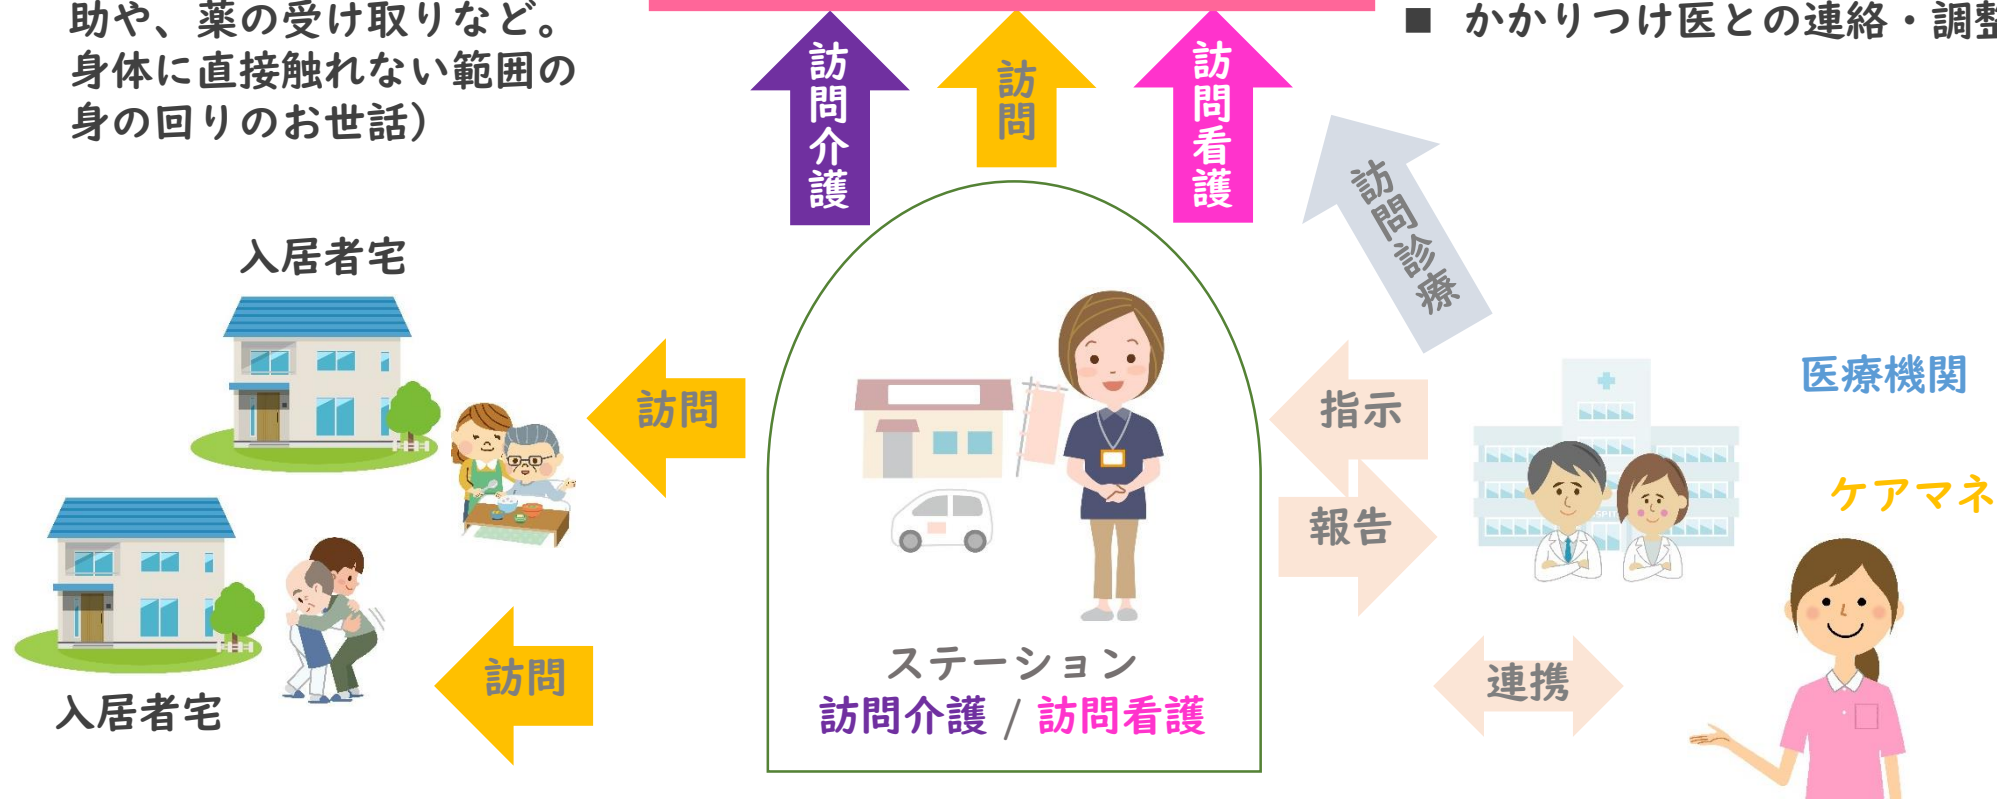 助や、薬の受け取りなど。
身体に直接触れない範囲の
身の回りのお世話）
■ かかりつけ医との連絡・調整
訪問介護
訪問
訪問看護
訪問診療
入居者宅
訪問
指示
医療機関
ケアマネ
報告
入居者宅
訪問
ステーション
訪問介護 / 訪問看護
連携